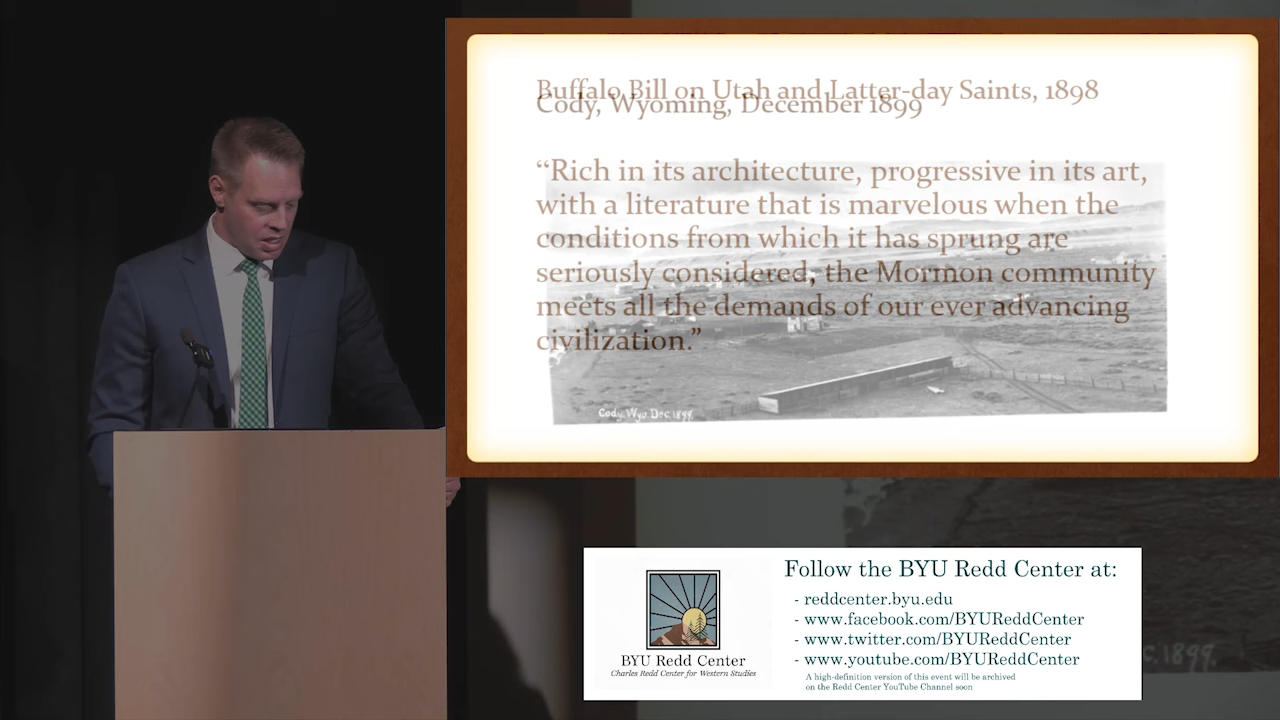 Buffalo Bill on Utah and Latter-day Saints, 1898
Cody, Wyoming, December 1899
“Rich in its architecture, progressive in its art,
with a literature that is marvelous when the
conditions from which it has sprung are
seriously considered, the Mormon community
meets all the demands of our ever advancing
civilization.”
Cody. Wyo. Dec. 1899.
Follow the BYU Redd Center at:
- reddcenter.byu.edu
- www.facebook.com/BYUReddCenter
- www.twitter.com/BYUReddCenter
- www.youtube.com/BYUReddCenter
A high-definition version of this event will be archived
on the Redd Center YouTube Channel soon
BYU Redd Center
Charles Redd Center for Western Studies
c. 1899.